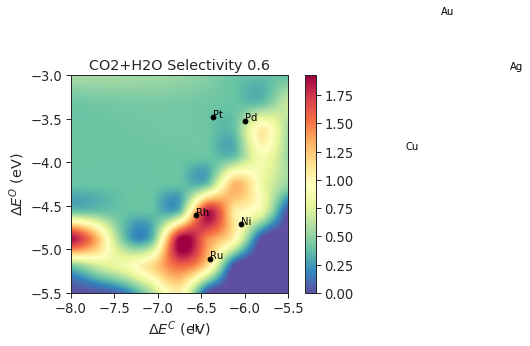 Au
Ag
CO2+H2O Selectivity 0.6
Cu
Pt
Pd
Rh
Ni
Ru
−3.0
−3.5
−4.0
−4.5
−5.0
−5.5
ΔE^O (eV)
−8.0 −7.5 −7.0 −6.5 −6.0 −5.5
ΔE^C (eV)
Ir
1.75
1.50
1.25
1.00
0.75
0.50
0.25
0.00